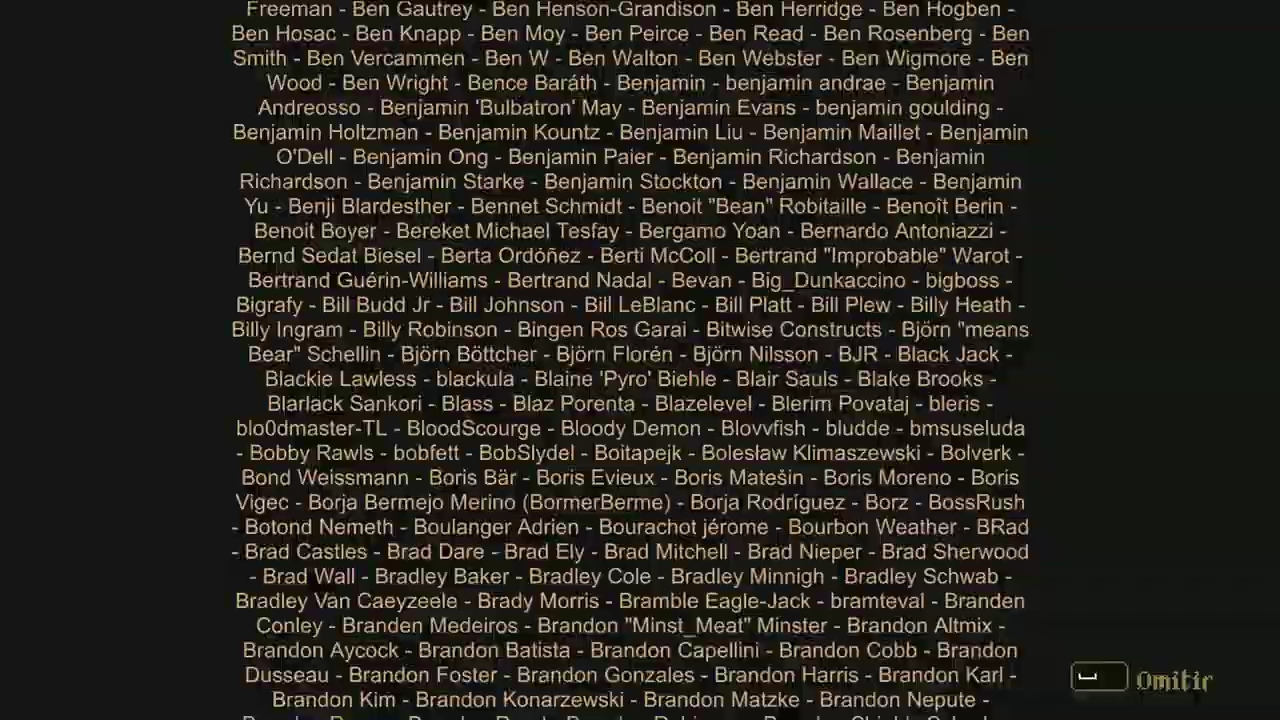 Freeman - Ben Gautrey - Ben Henson-Grandison - Ben Herridge - Ben Hogben -
Ben Hosac - Ben Knapp - Ben Moy - Ben Peirce - Ben Read - Ben Rosenberg - Ben
Smith - Ben Vercammen - Ben W - Ben Walton - Ben Webster - Ben Wigmore - Ben
Wood - Ben Wright - Bence Baráth - Benjamin - benjamin andrae - Benjamin
Andreosso - Benjamin 'Bulbatron' May - Benjamin Evans - benjamin goulding -
Benjamin Holtzman - Benjamin Kountz - Benjamin Liu - Benjamin Maillet - Benjamin
O'Dell - Benjamin Ong - Benjamin Paier - Benjamin Richardson - Benjamin
Richardson - Benjamin Starke - Benjamin Stockton - Benjamin Wallace - Benjamin
Yu - Benji Blardesther - Bennet Schmidt - Benoit "Bean" Robitaille - Benoît Berin -
Benoit Boyer - Bereket Michael Tesfay - Bergamo Yoan - Bernardo Antoniazzi -
Bernd Sedat Biesel - Berta Ordóñez - Berti McColl - Bertrand "Improbable" Warot -
Bertrand Guérin-Williams - Bertrand Nadal - Bevan - Big_Dunkaccino - bigboss -
Bigrafy - Bill Budd Jr - Bill Johnson - Bill LeBlanc - Bill Platt - Bill Plew - Billy Heath -
Billy Ingram - Billy Robinson - Bingen Ros Garai - Bitwise Constructs - Björn "means
Bear" Schellin - Björn Böttcher - Björn Florén - Björn Nilsson - BJR - Black Jack -
Blackie Lawless - blackula - Blaine 'Pyro' Biehle - Blair Sauls - Blake Brooks -
Blarlack Sankori - Blass - Blaz Porenta - Blazelevel - Blerim Povataj - bleris -
blo0dmaster-TL - BloodScourge - Bloody Demon - Blovvfish - bludde - bmsuseluda
- Bobby Rawls - bobfett - BobSlydel - Boitapejk - Bolesław Klimaszewski - Bolverk -
Bond Weissmann - Boris Bär - Boris Evieux - Boris Matešin - Boris Moreno - Boris
Vigec - Borja Bermejo Merino (BormerBerme) - Borja Rodríguez - Borz - BossRush
- Botond Nemeth - Boulanger Adrien - Bourachot jérome - Bourbon Weather - BRad
- Brad Castles - Brad Dare - Brad Ely - Brad Mitchell - Brad Nieper - Brad Sherwood
- Brad Wall - Bradley Baker - Bradley Cole - Bradley Minnigh - Bradley Schwab -
Bradley Van Caeyzeele - Brady Morris - Bramble Eagle-Jack - bramteval - Branden
Conley - Branden Medeiros - Brandon "Minst_Meat" Minster - Brandon Altmix -
Brandon Aycock - Brandon Batista - Brandon Capellini - Brandon Cobb - Brandon
Dusseau - Brandon Foster - Brandon Gonzales - Brandon Harris - Brandon Karl -
Omitir
Brandon Kim - Brandon Konarzewski - Brandon Matzke - Brandon Nepute -